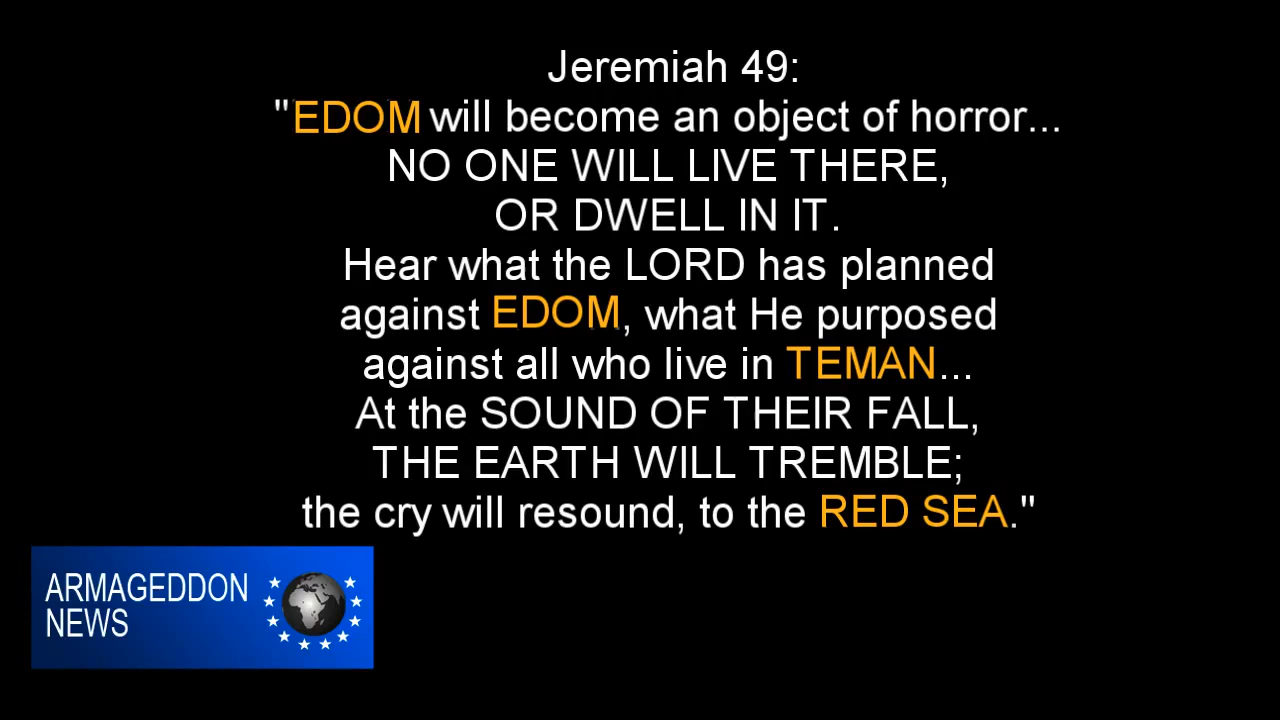 Jeremiah 49:
"EDOM will become an object of horror...
NO ONE WILL LIVE THERE,
OR DWELL IN IT.
Hear what the LORD has planned
against EDOM, what He purposed
against all who live in TEMAN...
At the SOUND OF THEIR FALL,
THE EARTH WILL TREMBLE;
the cry will resound, to the RED SEA."
ARMAGEDDON
NEWS